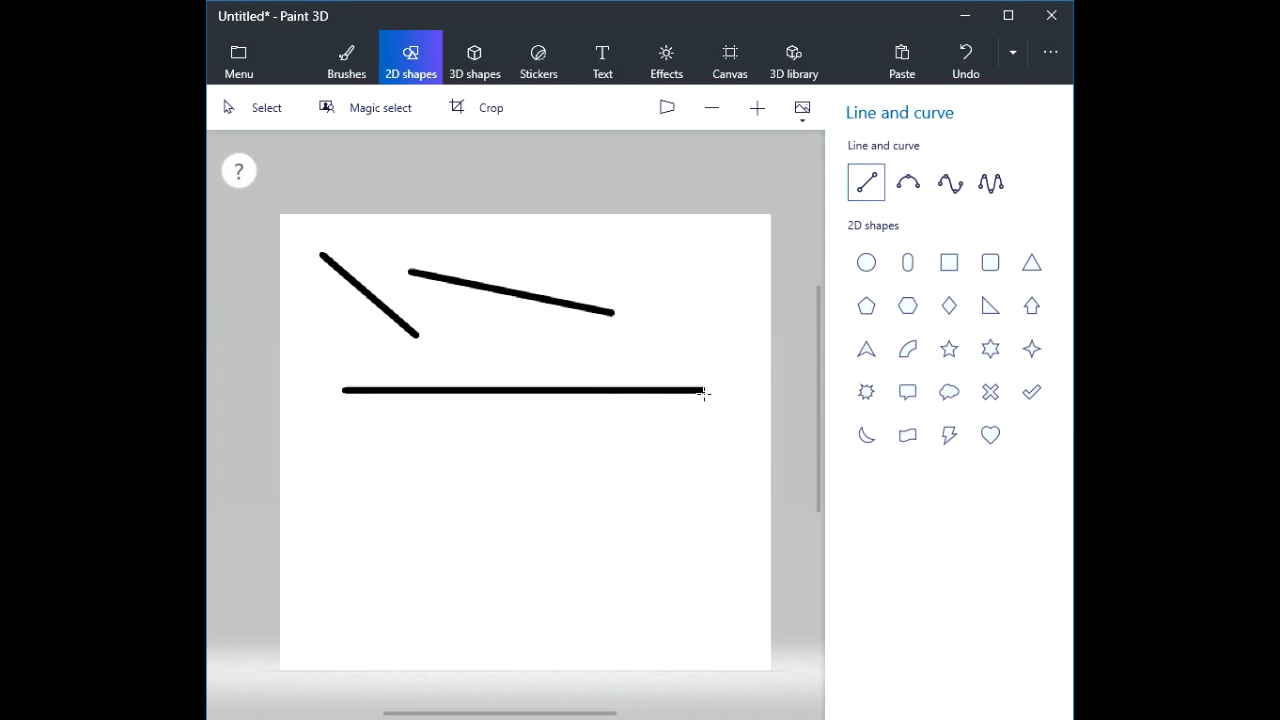 Untitled* - Paint 3D
Menu
Brushes
2D shapes
3D shapes
Stickers
Text
Effects
Canvas
3D library
Paste
Undo
Select
Magic select
Crop
Line and curve
Line and curve
2D shapes
?